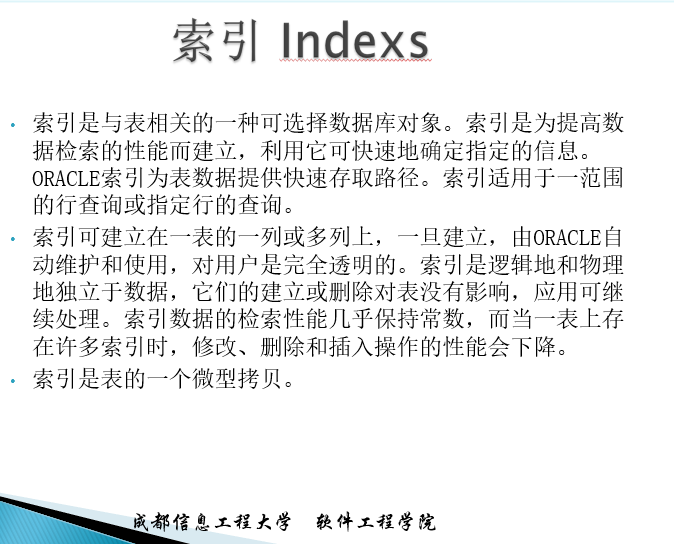 索引 Indexs
• 索引是与表相关的一种可选择数据库对象。索引是为提高数
据检索的性能而建立，利用它可快速地确定指定的信息。
ORACLE索引为表数据提供快速存取路径。索引适用于一范围
的行查询或指定行的查询。
• 索引可建立在一表的一列或多列上，一旦建立，由ORACLE自
动维护和使用，对用户是完全透明的。索引是逻辑地和物理
地独立于数据，它们的建立或删除对表没有影响，应用可继
续处理。索引数据的检索性能几乎保持常数，而当一表上存
在许多索引时，修改、删除和插入操作的性能会下降。
• 索引是表的一个微型拷贝。
成都信息工程大学 软件工程学院